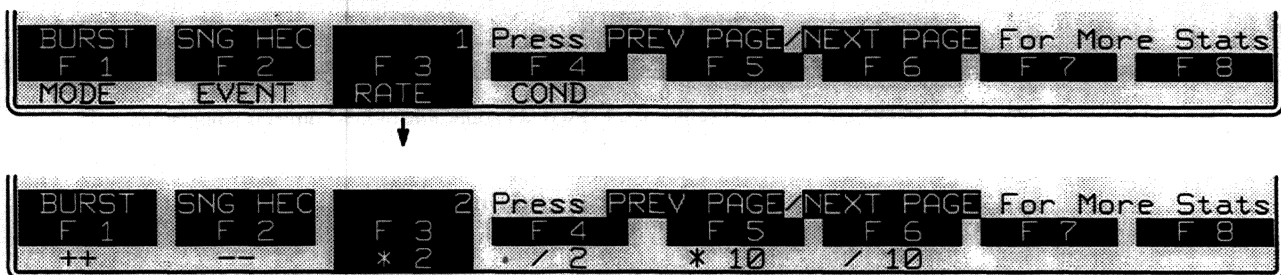 BURST SNG HEC 1 Press PREV PAGE/NEXT PAGE For More Stats
F 1 F 2 F 3 F 4 F 5 F 6 F 7 F 8
MODE EVENT RATE COND
BURST SNG HEC 2 Press PREV PAGE/NEXT PAGE For More Stats
F 1 F 2 F 3 F 4 F 5 F 6 F 7 F 8
++ -- * 2 / 2 * 10 / 10